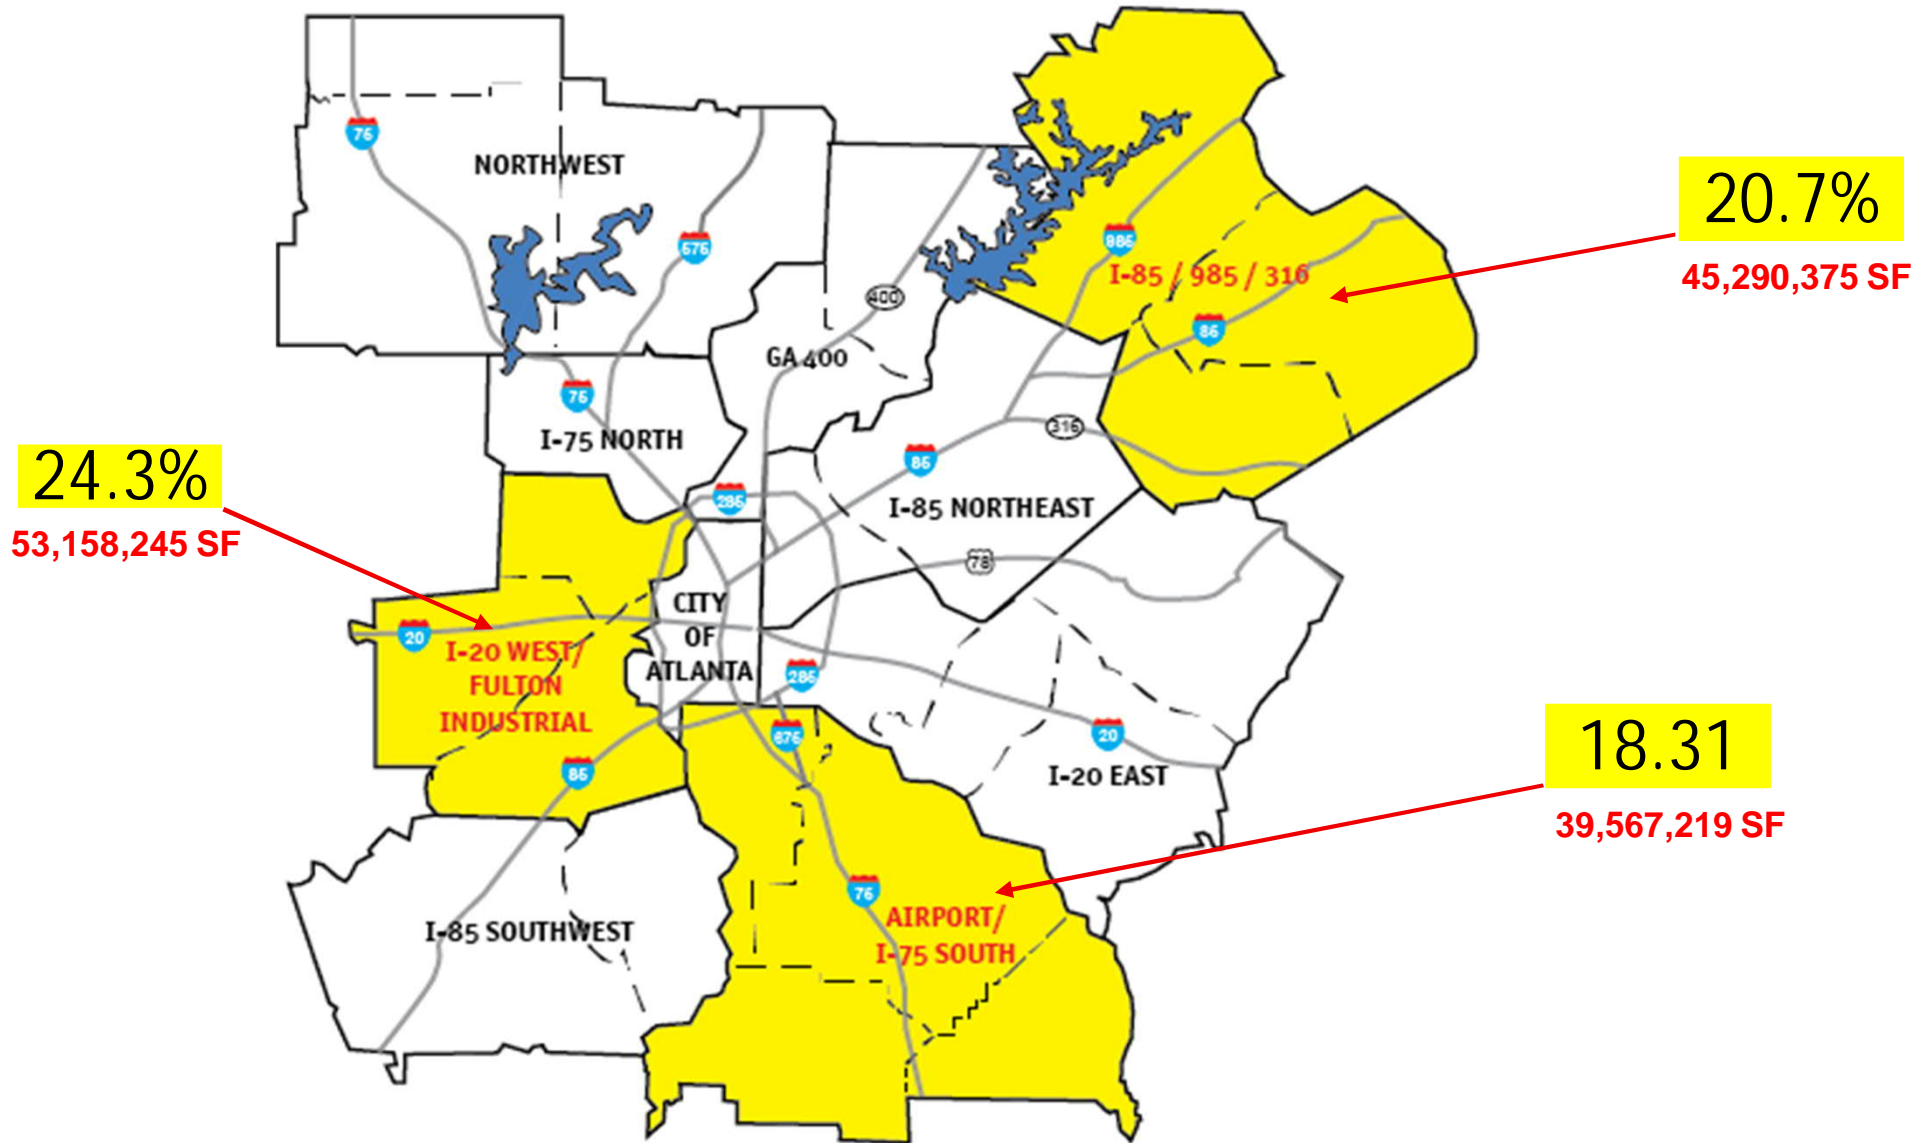 75
NORTHWEST
575
985
I-85 / 985 / 316
85
400
GA 400
20.7%
45,290,375 SF
75
I-75 NORTH
316
85
I-85 NORTHEAST
285
78
24.3%
53,158,245 SF
CITY
OF
ATLANTA
20
I-20 WEST/
FULTON
INDUSTRIAL
285
675
20
I-20 EAST
85
18.31
39,567,219 SF
75
AIRPORT/
I-75 SOUTH
I-85 SOUTHWEST